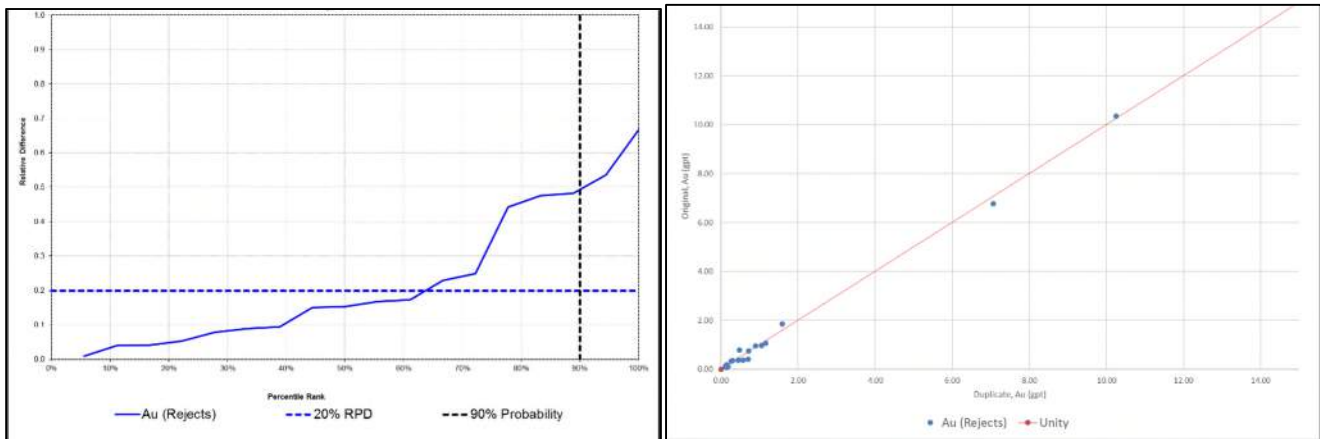 1.0
0.9
0.8
0.7
0.6
0.5
0.4
0.3
0.2
0.1
0.0
Relative Difference
0% 10% 20% 30% 40% 50% 60% 70% 80% 90% 100%
Percentile Rank
Au (Rejects) 20% RPD 90% Probability
14.00
12.00
10.00
8.00
6.00
4.00
2.00
0.00
Original, Au (gpt)
0.00 2.00 4.00 6.00 8.00 10.00 12.00 14.00
Duplicate, Au (gpt)
Au (Rejects) Unity